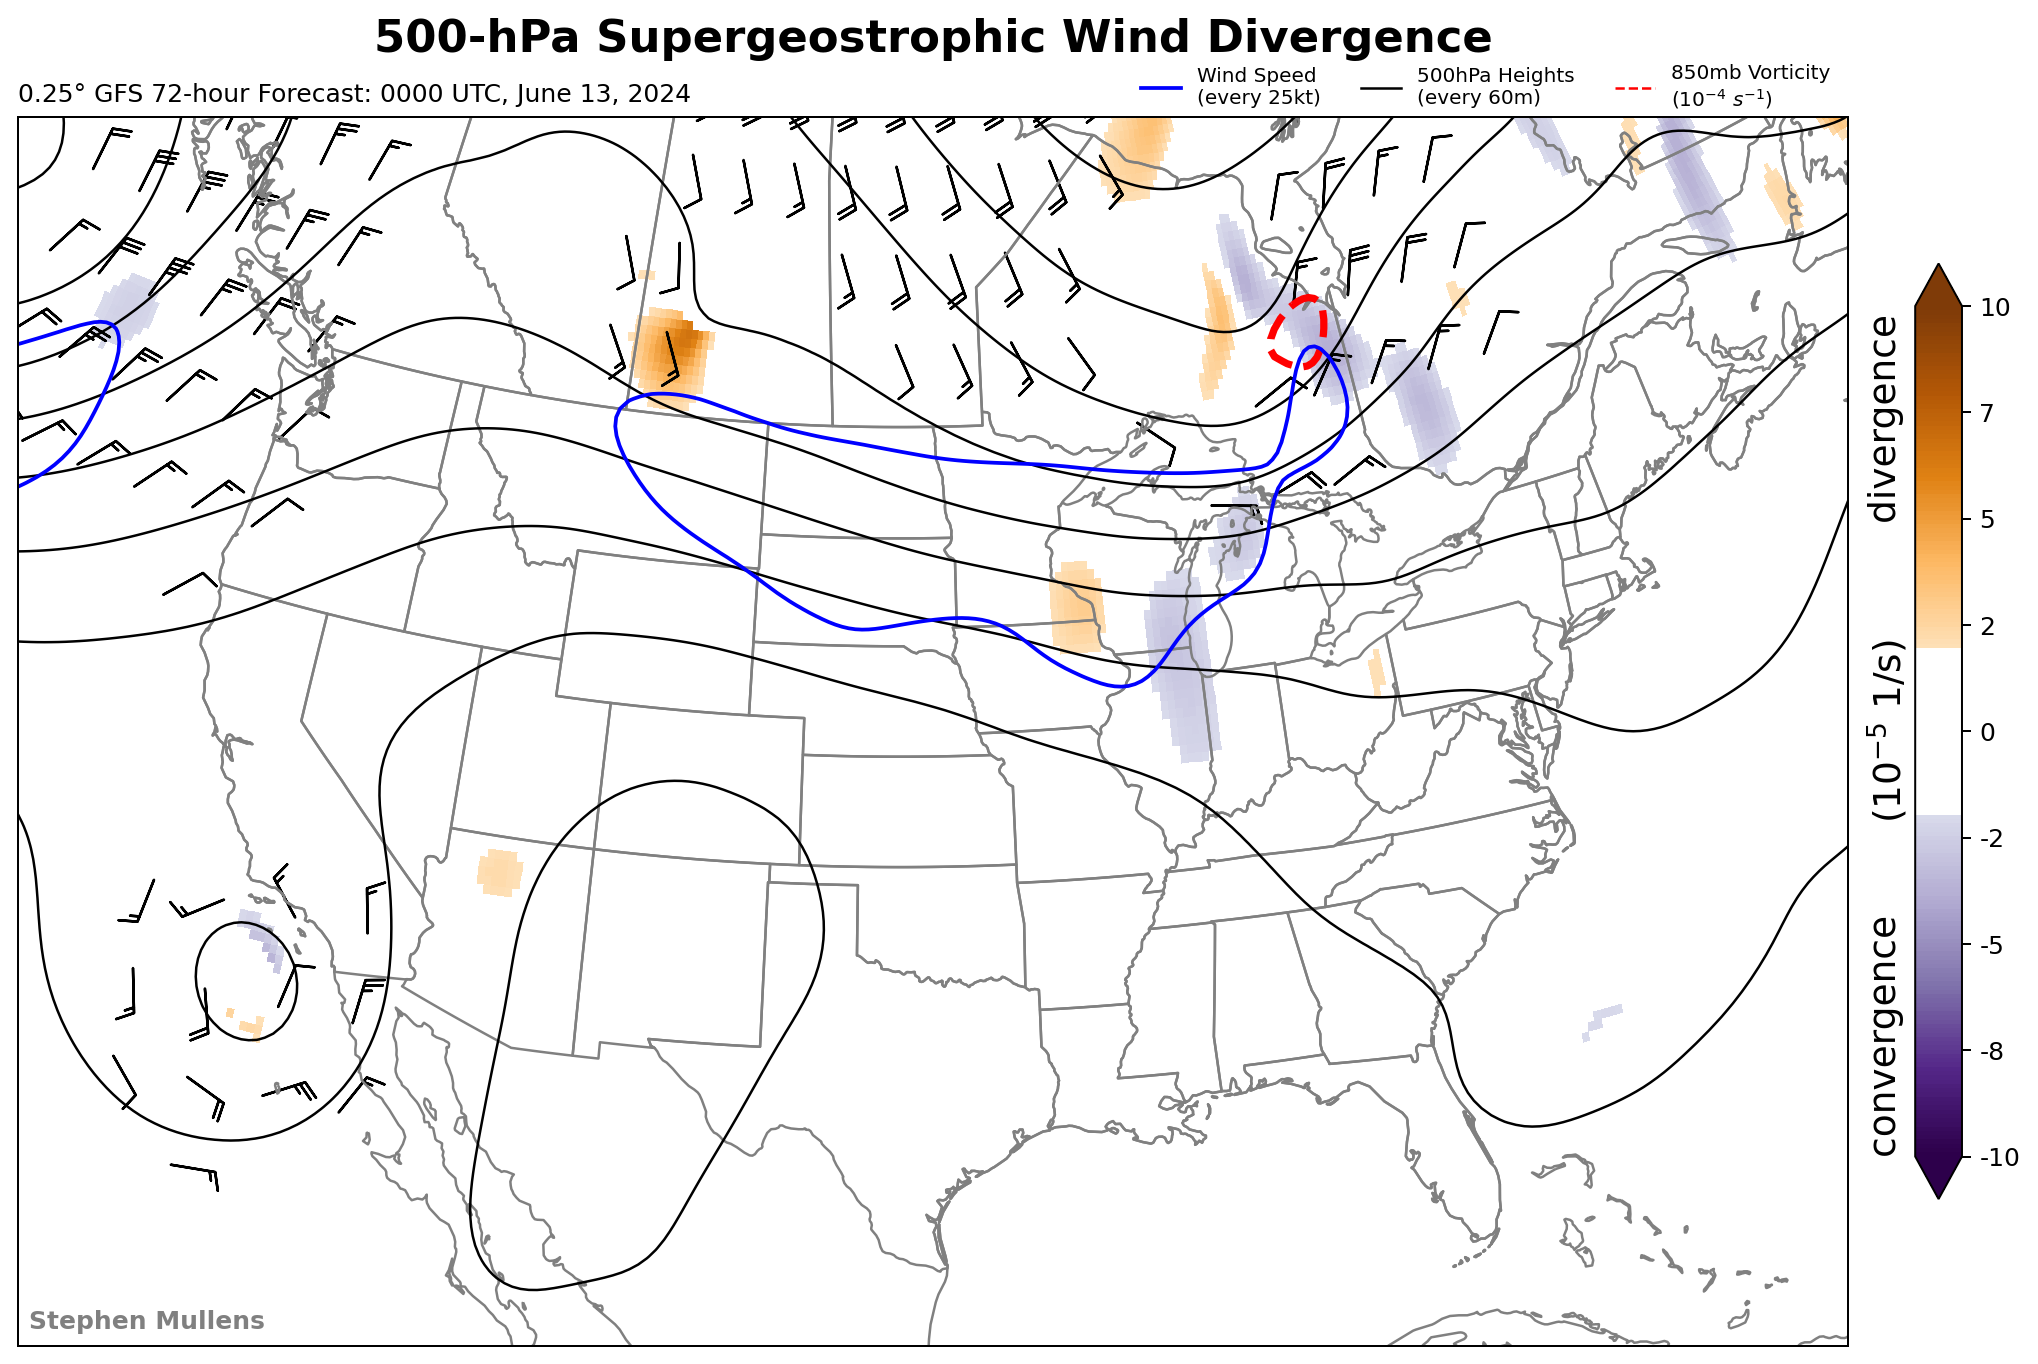 500-hPa Supergeostrophic Wind Divergence
0.25° GFS 72-hour Forecast: 0000 UTC, June 13, 2024
Wind Speed
(every 25kt)
500hPa Heights
(every 60m)
850mb Vorticity
(10⁻⁴ s⁻¹)
10
7
5
2
0
-2
-5
-8
-10
convergence (10⁻⁵ 1/s) divergence
Stephen Mullens